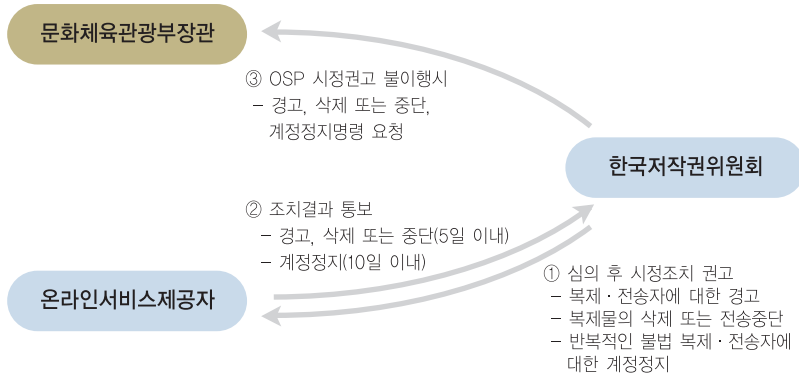 문화체육관광부장관
③ OSP 시정권고 불이행시
– 경고, 삭제 또는 중단,
계정정지명령 요청
한국저작권위원회
② 조치결과 통보
– 경고, 삭제 또는 중단(5일 이내)
– 계정정지(10일 이내)
온라인서비스제공자
① 심의 후 시정조치 권고
– 복제·전송자에 대한 경고
– 복제물의 삭제 또는 전송중단
– 반복적인 불법 복제·전송자에
대한 계정정지